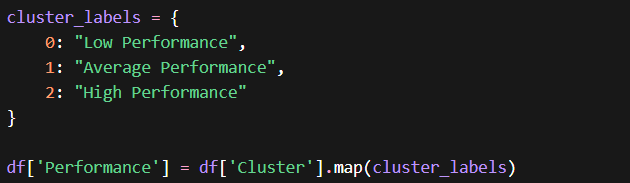 cluster_labels = {
    0: "Low Performance",
    1: "Average Performance",
    2: "High Performance"
}
df['Performance'] = df['Cluster'].map(cluster_labels)